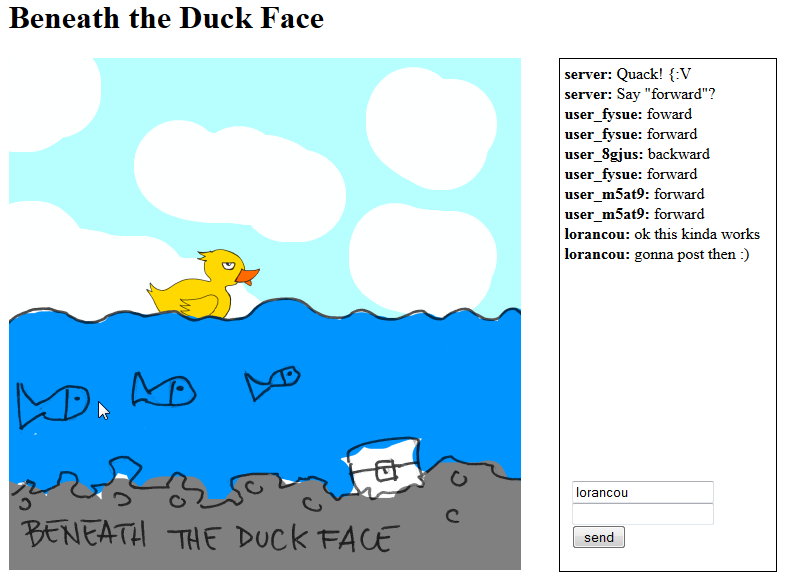 Beneath the Duck Face
server: Quack! {:V
server: Say "forward"?
user_fysue: foward
user_fysue: forward
user_8gjus: backward
user_fysue: forward
user_m5at9: forward
user_m5at9: forward
lorancou: ok this kinda works
lorancou: gonna post then :)
lorancou
send
BENEATH THE DUCK FACE